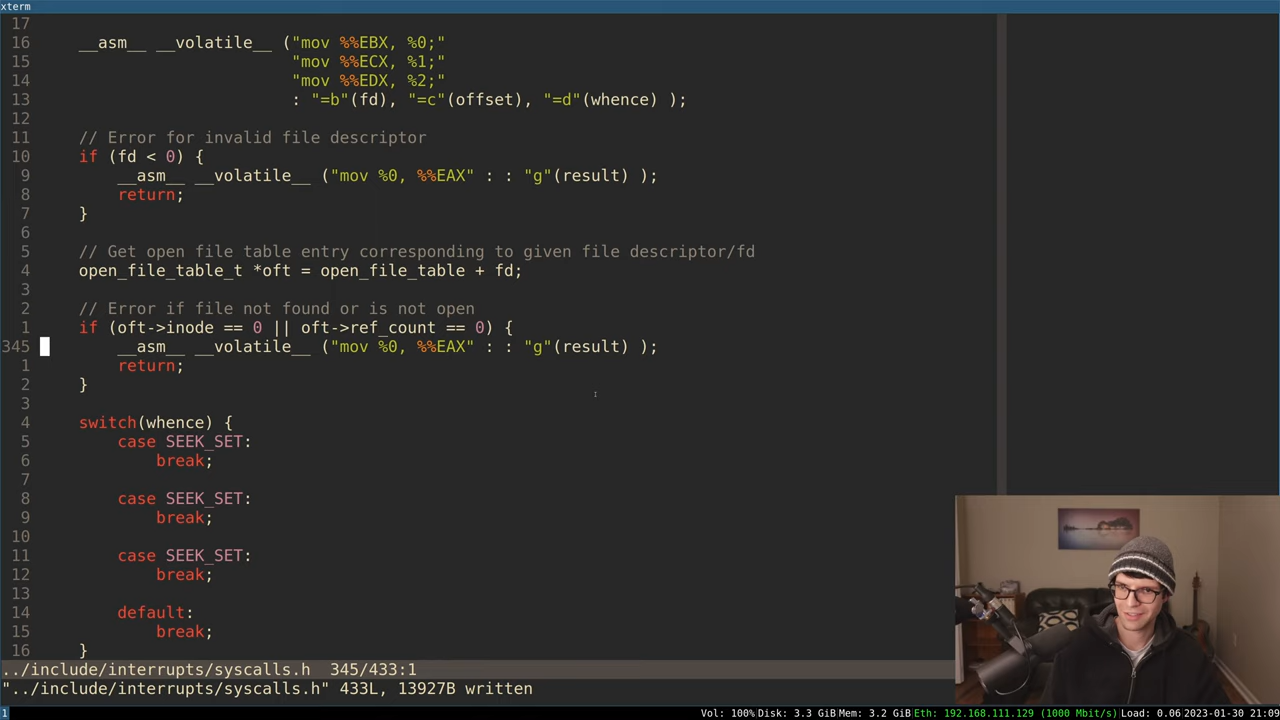 xterm
17
16     __asm__ __volatile__ ("mov %%EBX, %0;"
15                           "mov %%ECX, %1;"
14                           "mov %%EDX, %2;"
13                           : "=b"(fd), "=c"(offset), "=d"(whence) );
12
11     // Error for invalid file descriptor
10     if (fd < 0) {
9         __asm__ __volatile__ ("mov %0, %%EAX" : : "g"(result) );
8         return;
7     }
6
5     // Get open file table entry corresponding to given file descriptor/fd
4     open_file_table_t *oft = open_file_table + fd;
3
2     // Error if file not found or is not open
1     if (oft->inode == 0 || oft->ref_count == 0) {
345         __asm__ __volatile__ ("mov %0, %%EAX" : : "g"(result) );
1         return;
2     }
3
4     switch(whence) {
5         case SEEK_SET:
6             break;
7
8         case SEEK_SET:
9             break;
10
11         case SEEK_SET:
12             break;
13
14         default:
15             break;
16     }
../include/interrupts/syscalls.h  345/433:1
"../include/interrupts/syscalls.h" 433L, 13927B written
1 Vol: 100% Disk: 3.3 GiB Mem: 3.2 GiB Eth: 192.168.111.129 (1000 Mbit/s) Load: 0.06 2023-01-30 21:09